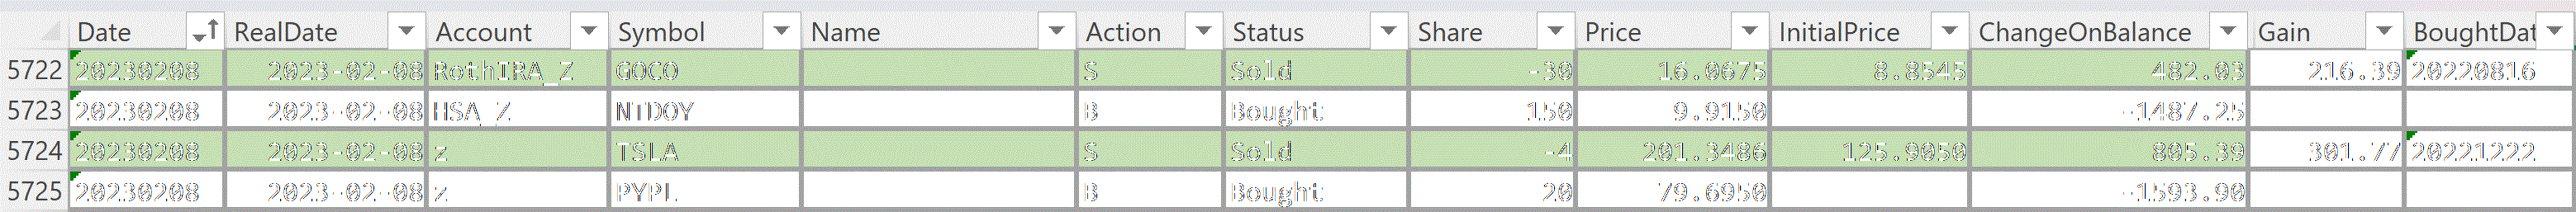 Date RealDate Account Symbol Name Action Status Share Price InitialPrice ChangeOnBalance Gain BoughtDat
5722 20230208 2023-02-08 RothIRA_Z GOCO S Sold -30 16.0675 8.8545 482.03 216.39 20220816
5723 20230208 2023-02-08 HSA_Z NTDOY B Bought 150 9.9150 -1487.25
5724 20230208 2023-02-08 z TSLA S Sold -4 201.3486 125.9050 805.39 301.77 20221222
5725 20230208 2023-02-08 z PYPL B Bought 20 79.6950 -1593.90